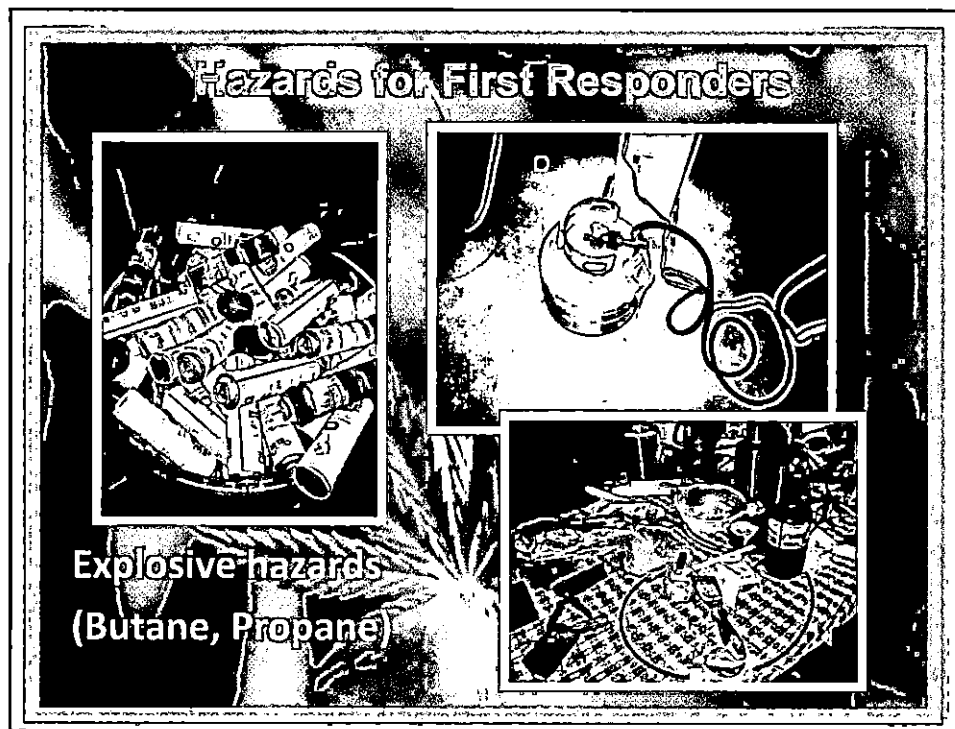 Hazards for First Responders
Explosive hazards
(Butane, Propane)